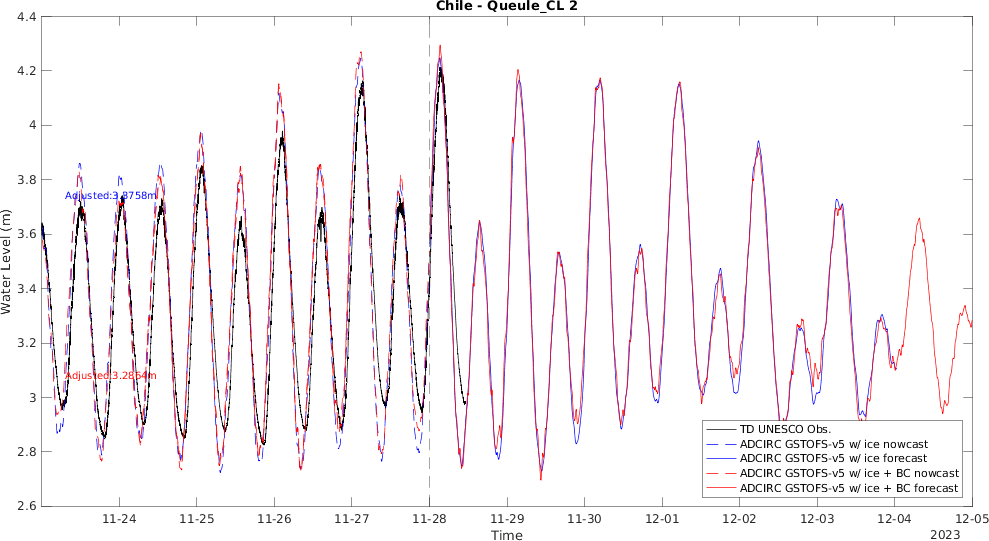 Chile - Queule_CL 2
4.4
4.2
4
3.8
3.6
3.4
3.2
3
2.8
2.6
Water Level (m)
Adjusted:3.8758m
Adjusted:3.2864m
TD UNESCO Obs.
ADCIRC GSTOFS-v5 w/ ice nowcast
ADCIRC GSTOFS-v5 w/ ice forecast
ADCIRC GSTOFS-v5 w/ ice + BC nowcast
ADCIRC GSTOFS-v5 w/ ice + BC forecast
11-24 11-25 11-26 11-27 11-28 11-29 11-30 12-01 12-02 12-03 12-04 12-05
2023
Time